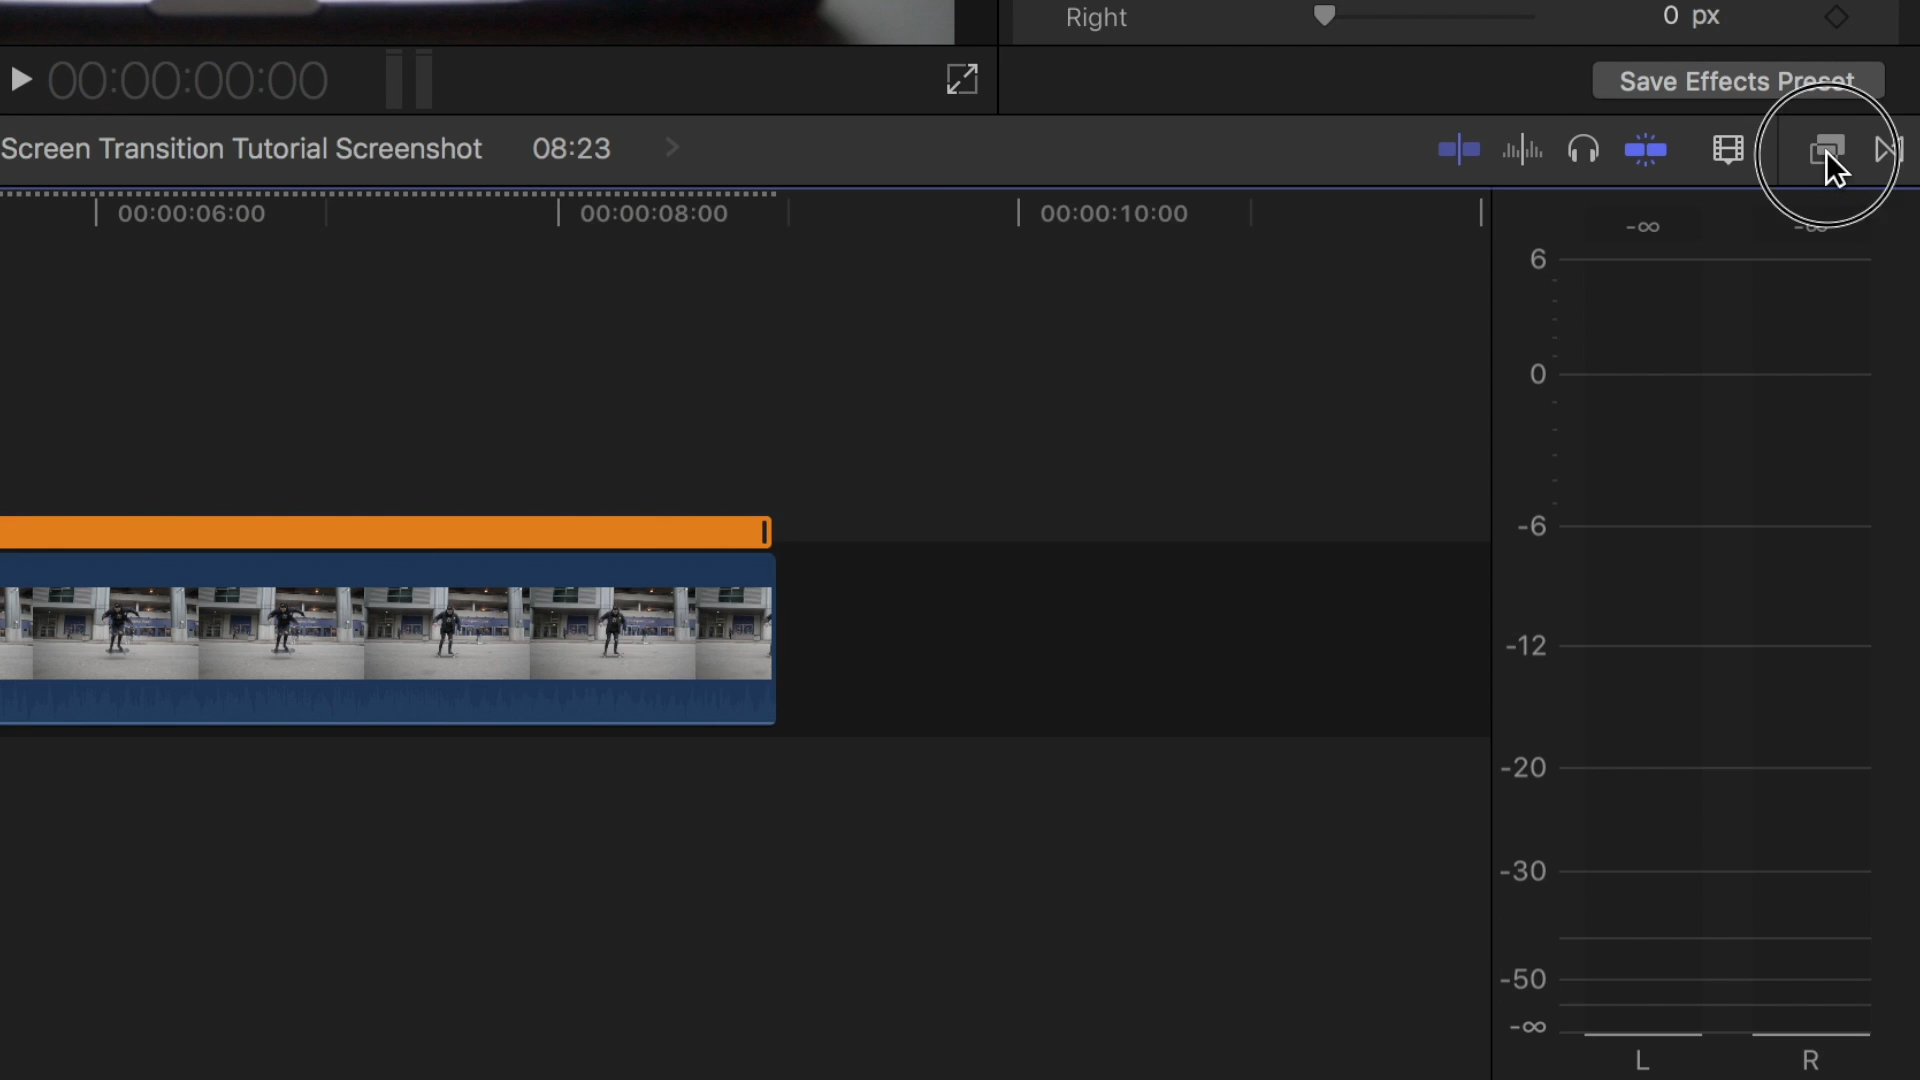 Right
0 px
00:00:00:00
Save Effects Preset
Screen Transition Tutorial Screenshot
08:23
00:00:06:00
00:00:08:00
00:00:10:00
-∞
-∞
6
0
-6
-12
-20
-30
-50
-∞
L
R